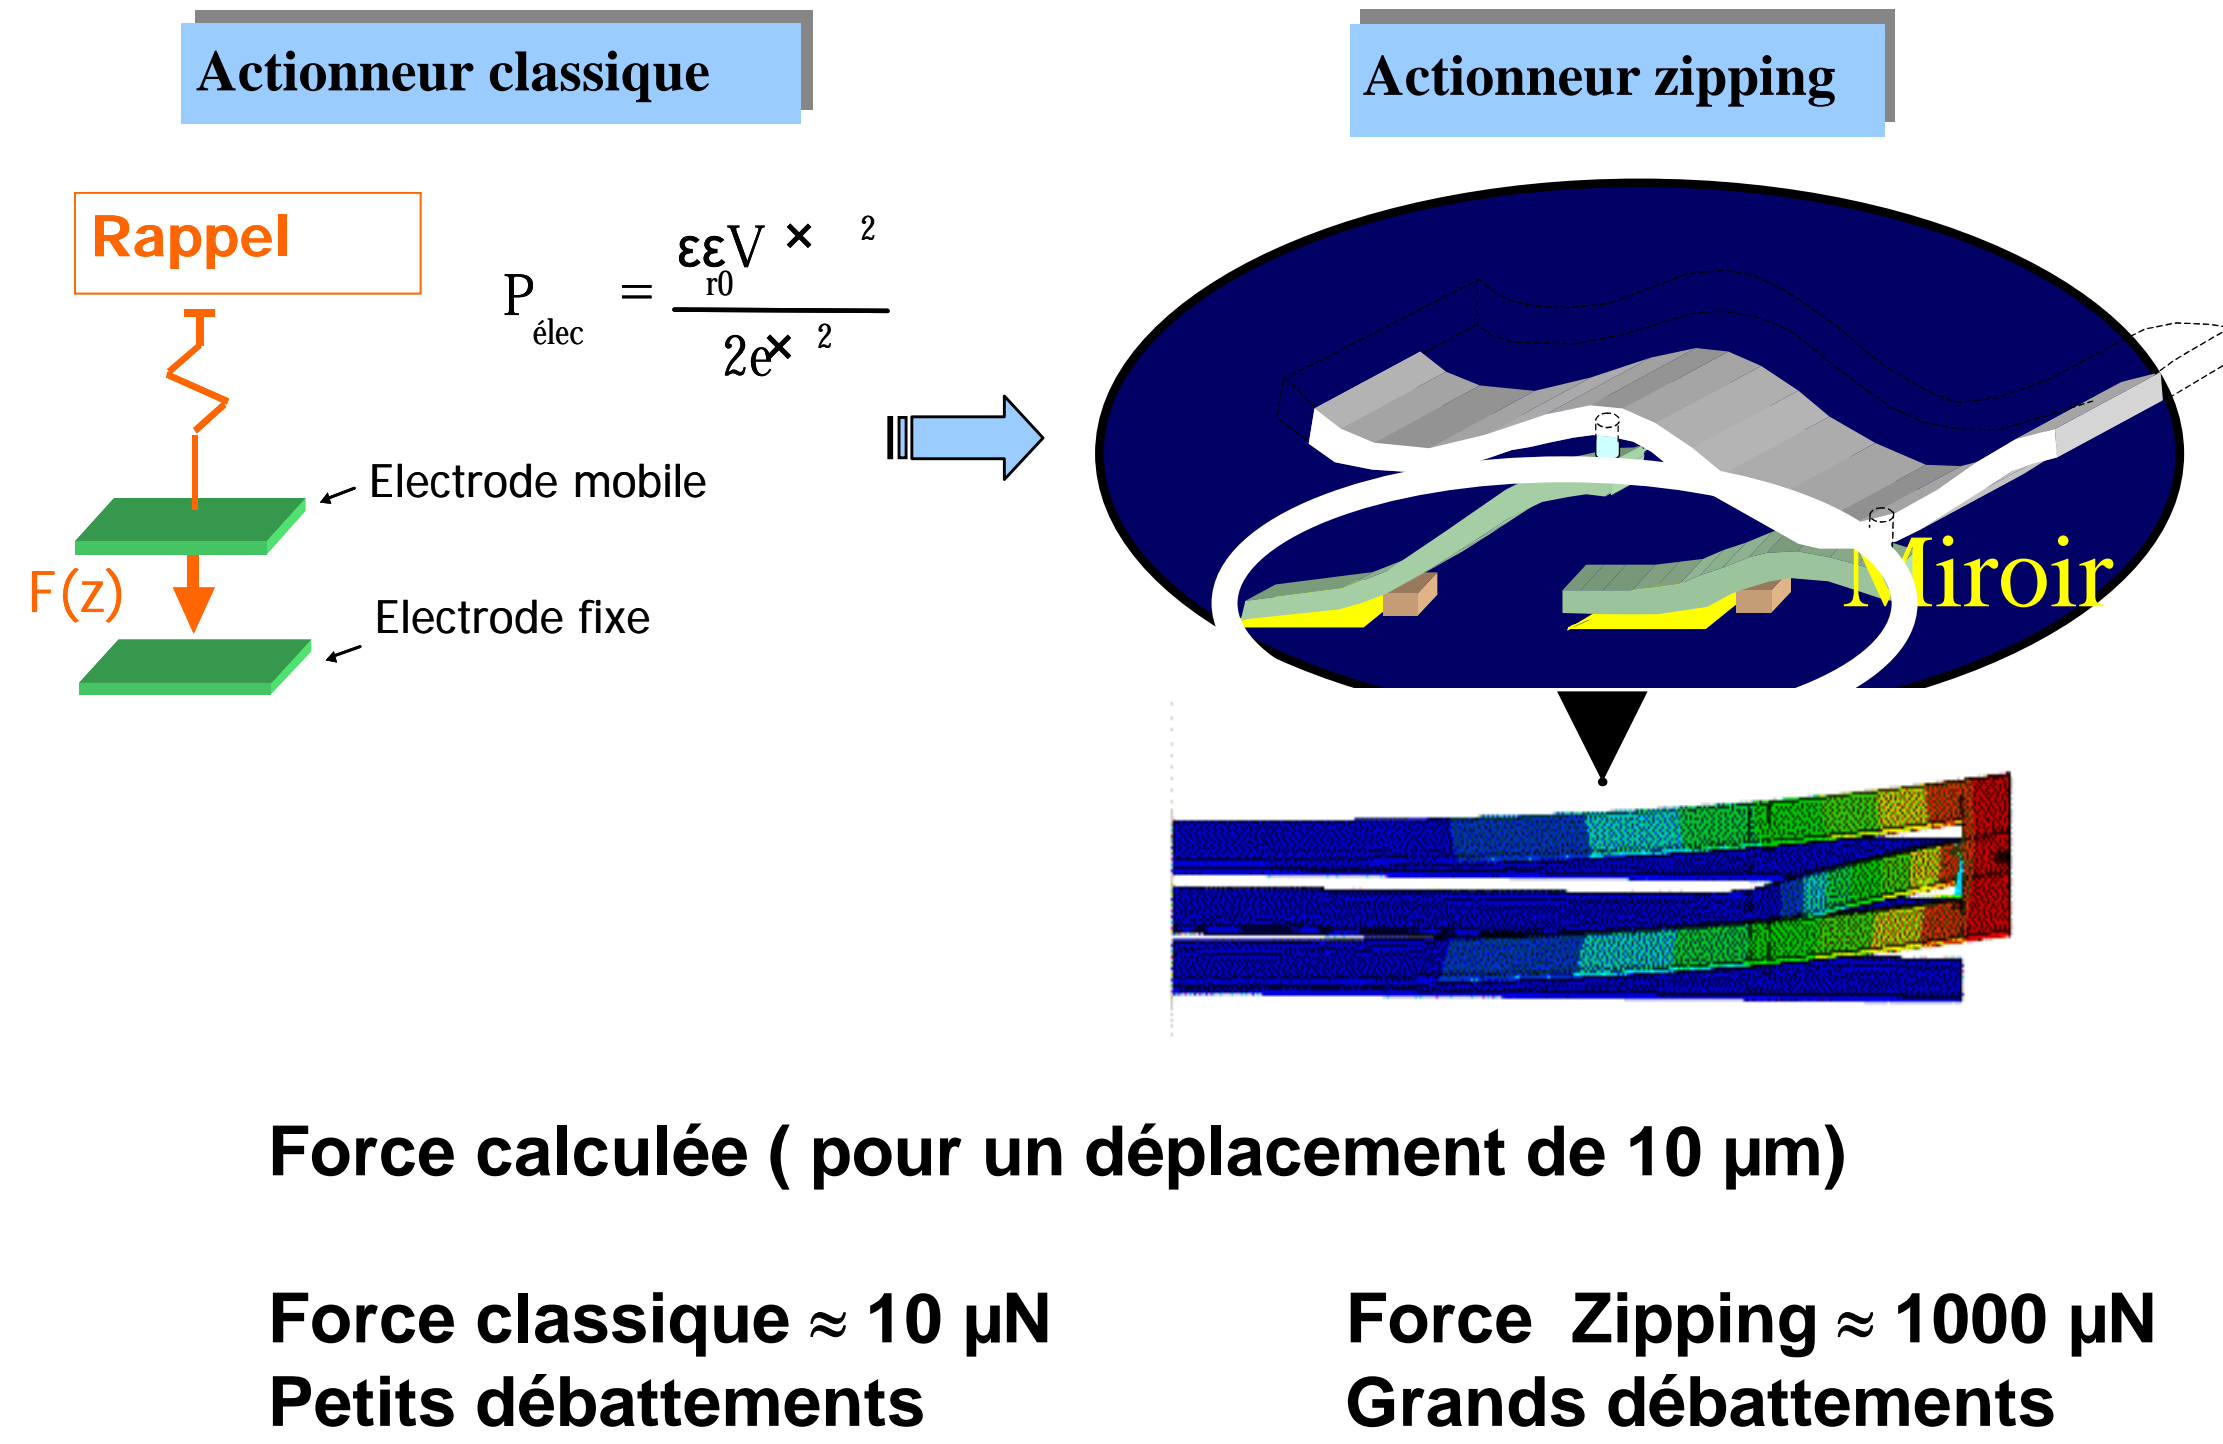 Actionneur classique
Actionneur zipping
Rappel
P élec = εεV × 2
r0
2e× 2
Electrode mobile
F(z)
Electrode fixe
Miroir
Force calculée ( pour un déplacement de 10 µm)
Force classique ≈ 10 µN
Petits débattements
Force Zipping ≈ 1000 µN
Grands débattements